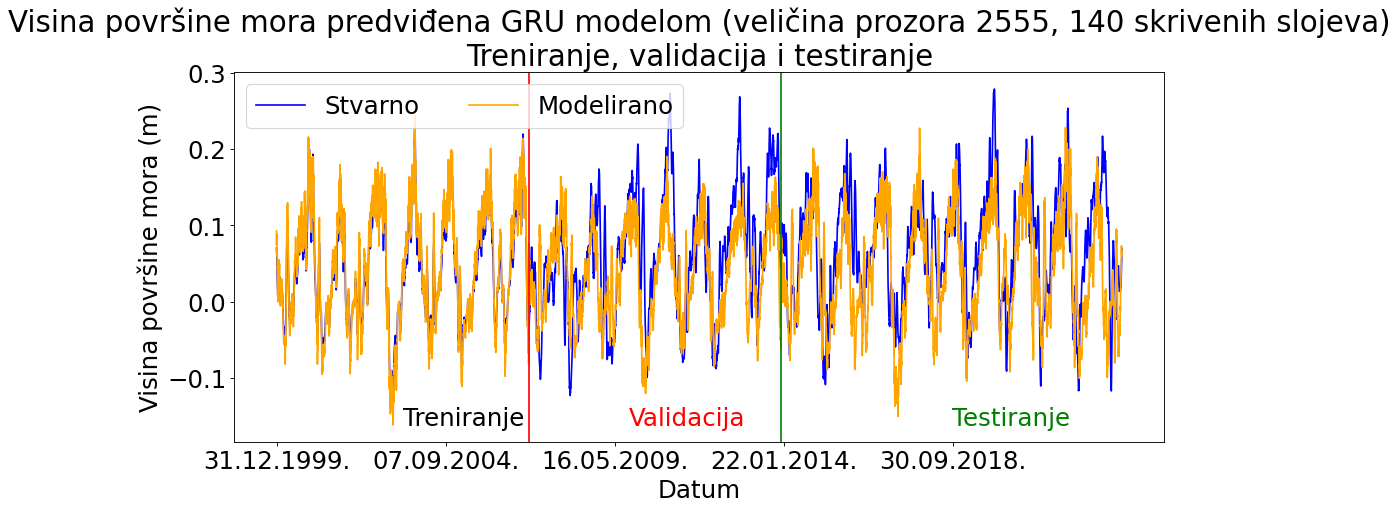 Visina površine mora predviđena GRU modelom (veličina prozora 2555, 140 skrivenih slojeva)
Treniranje, validacija i testiranje
Stvarno
Modelirano
Visina površine mora (m)
0.3
0.2
0.1
0.0
−0.1
Treniranje
Validacija
Testiranje
31.12.1999.
07.09.2004.
16.05.2009.
22.01.2014.
30.09.2018.
Datum